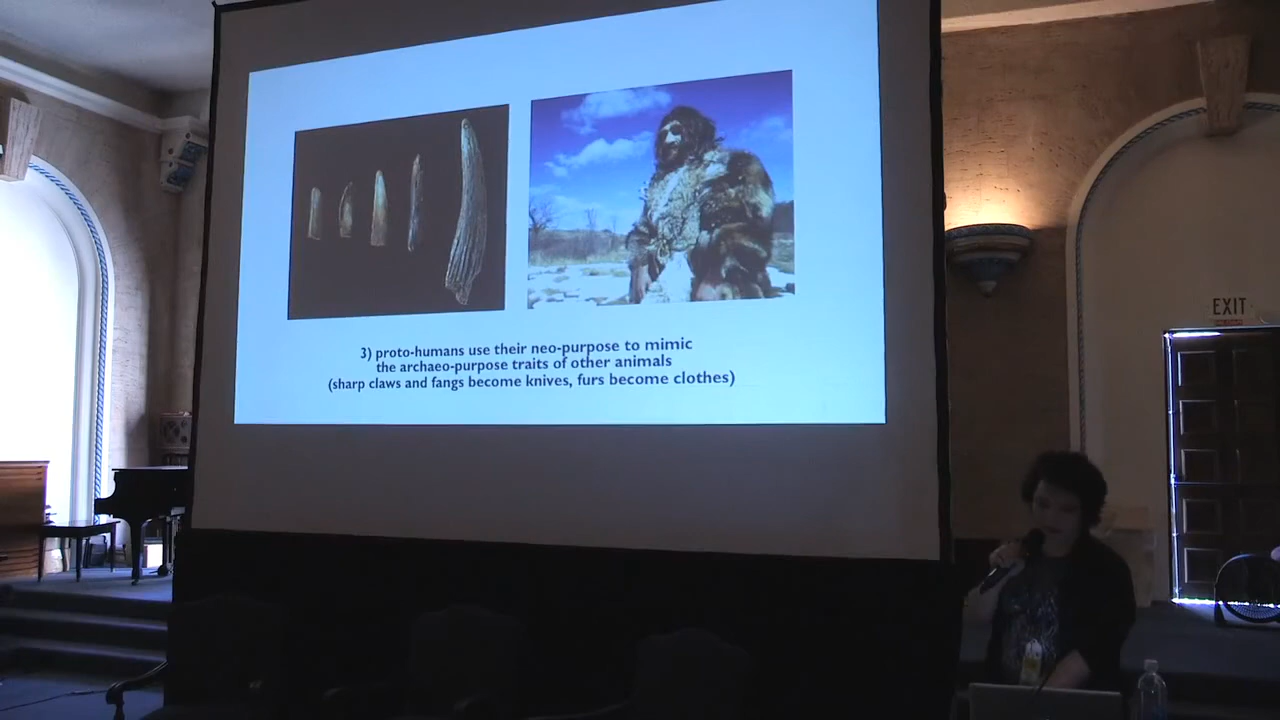 3) proto-humans use their neo-purpose to mimic
the archaeo-purpose traits of other animals
(sharp claws and fangs become knives, furs become clothes)
EXIT